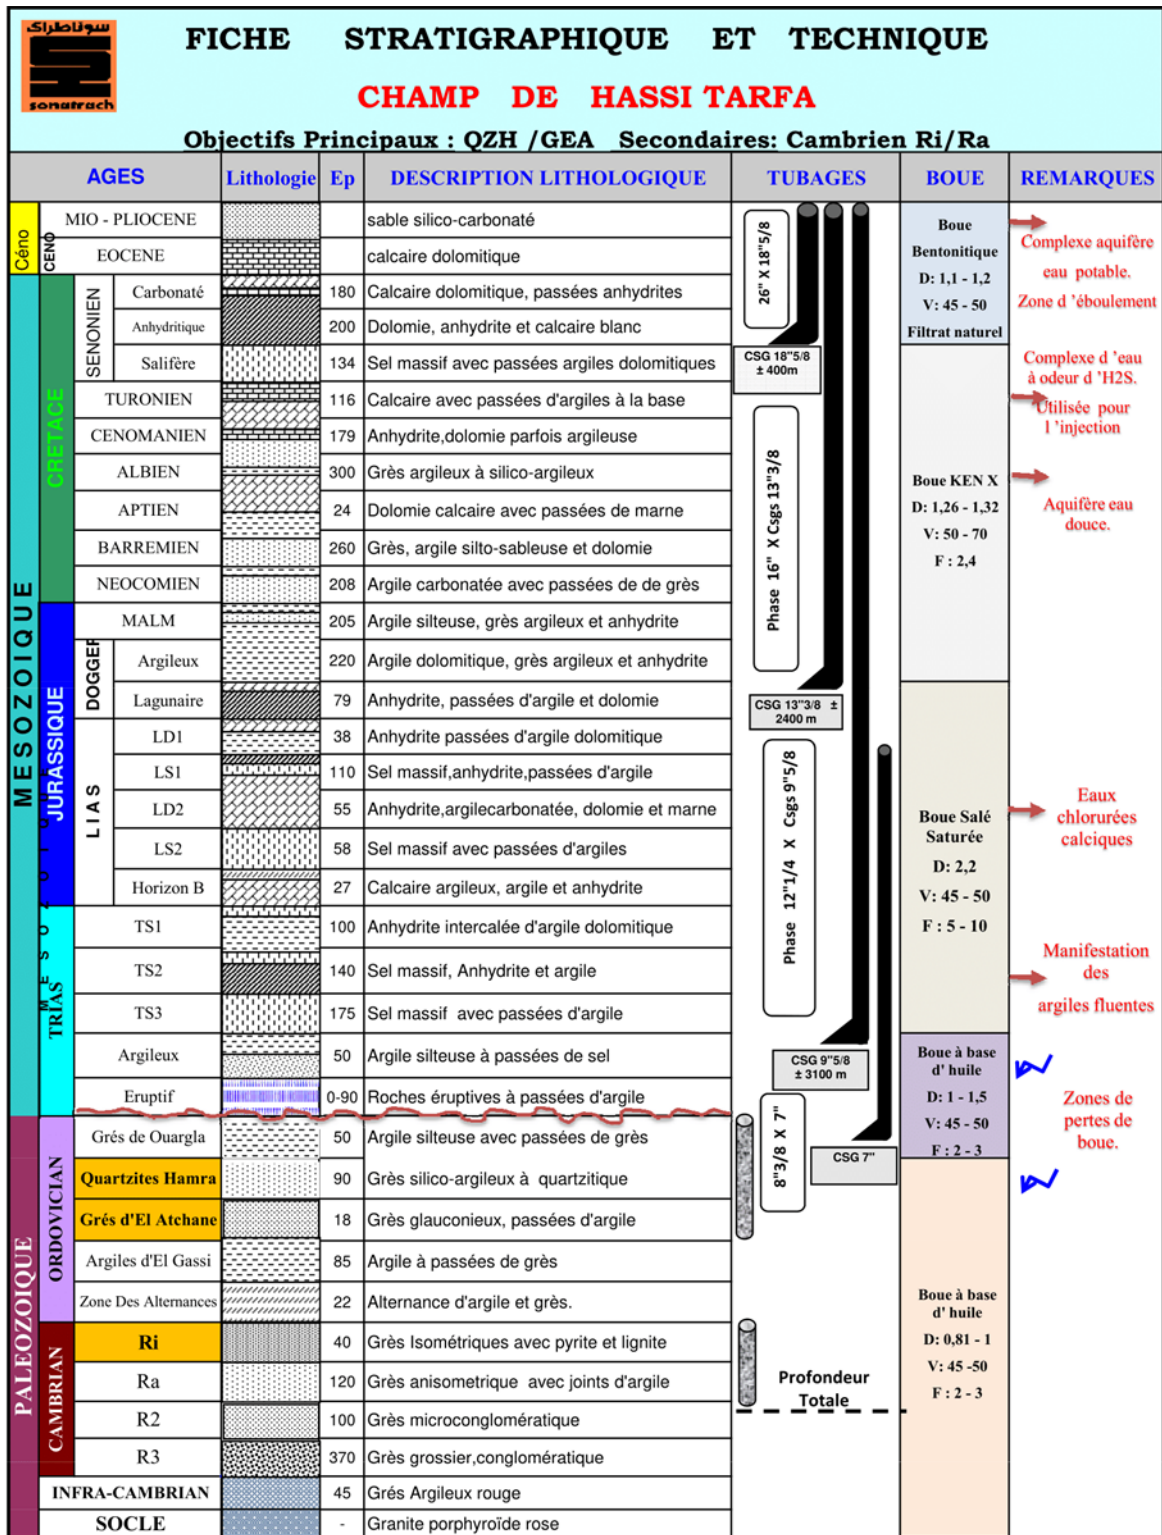 سوناطراك
sonatrach
FICHE STRATIGRAPHIQUE ET TECHNIQUE
CHAMP DE HASSI TARFA
Objectifs Principaux : QZH /GEA Secondaires: Cambrien Ri/Ra
AGES Lithologie Ep DESCRIPTION LITHOLOGIQUE TUBAGES BOUE REMARQUES
Céno
CENO
MESOZOIQUE
MESOZOIQUE
PALEOZOIQUE
CRETACE
JURASSIQUE
TRIAS
ORDOVICIAN
CAMBRIAN
SENONIEN
DOGGER
LIAS
MIO - PLIOCENE sable silico-carbonaté
EOCENE calcaire dolomitique
Carbonaté 180 Calcaire dolomitique, passées anhydrites
Anhydritique 200 Dolomie, anhydrite et calcaire blanc
Salifère 134 Sel massif avec passées argiles dolomitiques
TURONIEN 116 Calcaire avec passées d'argiles à la base
CENOMANIEN 179 Anhydrite,dolomie parfois argileuse
ALBIEN 300 Grès argileux à silico-argileux
APTIEN 24 Dolomie calcaire avec passées de marne
BARREMIEN 260 Grès, argile silto-sableuse et dolomie
NEOCOMIEN 208 Argile carbonatée avec passées de de grès
MALM 205 Argile silteuse, grès argileux et anhydrite
Argileux 220 Argile dolomitique, grès argileux et anhydrite
Lagunaire 79 Anhydrite, passées d'argile et dolomie
LD1 38 Anhydrite passées d'argile dolomitique
LS1 110 Sel massif,anhydrite,passées d'argile
LD2 55 Anhydrite,argilecarbonatée, dolomie et marne
LS2 58 Sel massif avec passées d'argiles
Horizon B 27 Calcaire argileux, argile et anhydrite
TS1 100 Anhydrite intercalée d'argile dolomitique
TS2 140 Sel massif, Anhydrite et argile
TS3 175 Sel massif avec passées d'argile
Argileux 50 Argile silteuse à passées de sel
Eruptif 0-90 Roches éruptives à passées d'argile
Grés de Ouargla 50 Argile silteuse avec passées de grès
Quartzites Hamra 90 Grès silico-argileux à quartzitique
Grés d'El Atchane 18 Grès glauconieux, passées d'argile
Argiles d'El Gassi 85 Argile à passées de grès
Zone Des Alternances 22 Alternance d'argile et grès.
Ri 40 Grès Isométriques avec pyrite et lignite
Ra 120 Grès anisometrique avec joints d'argile
R2 100 Grès microconglomératique
R3 370 Grès grossier,conglomératique
INFRA-CAMBRIAN 45 Grés Argileux rouge
SOCLE - Granite porphyroïde rose
26" X 18"5/8
CSG 18"5/8
± 400m
Phase 16" X Csgs 13"3/8
CSG 13"3/8 ±
2400 m
Phase 12"1/4 X Csgs 9"5/8
CSG 9"5/8
± 3100 m
8"3/8 X 7"
CSG 7"
Profondeur
Totale
Boue
Bentonitique
D: 1,1 - 1,2
V: 45 - 50
Filtrat naturel
Boue KEN X
D: 1,26 - 1,32
V: 50 - 70
F : 2,4
Boue Salé
Saturée
D: 2,2
V: 45 - 50
F : 5 - 10
Boue à base
d' huile
D: 1 - 1,5
V: 45 - 50
F : 2 - 3
Boue à base
d' huile
D: 0,81 - 1
V: 45 -50
F : 2 - 3
Complexe aquifère
eau potable.
Zone d 'éboulement
Complexe d 'eau
à odeur d 'H2S.
Utilisée pour
l 'injection
Aquifère eau
douce.
Eaux
chlorurées
calciques
Manifestation
des
argiles fluentes
Zones de
pertes de
boue.